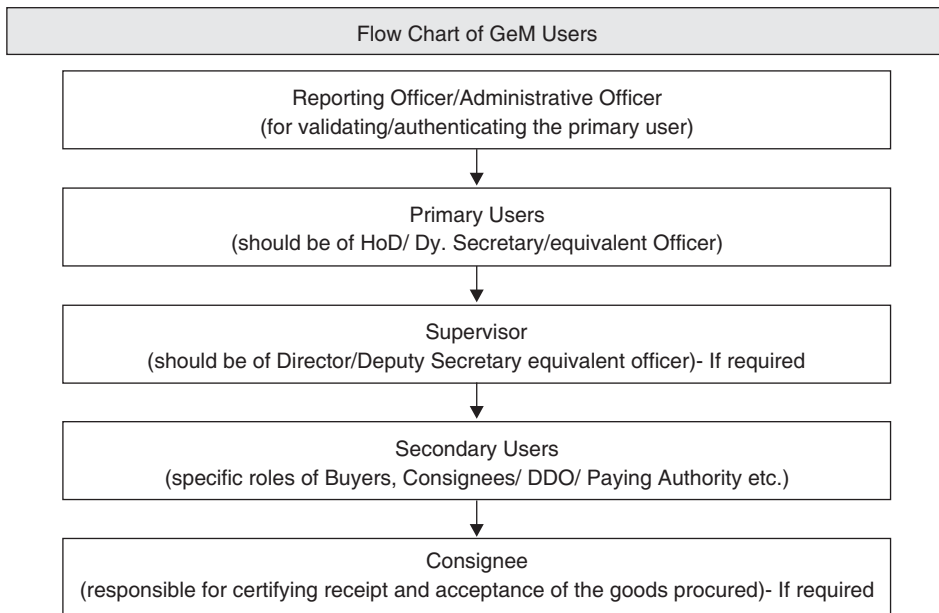 Flow Chart of GeM Users
Reporting Officer/Administrative Officer
(for validating/authenticating the primary user)
Primary Users
(should be of HoD/ Dy. Secretary/equivalent Officer)
Supervisor
(should be of Director/Deputy Secretary equivalent officer)- If required
Secondary Users
(specific roles of Buyers, Consignees/ DDO/ Paying Authority etc.)
Consignee
(responsible for certifying receipt and acceptance of the goods procured)- If required